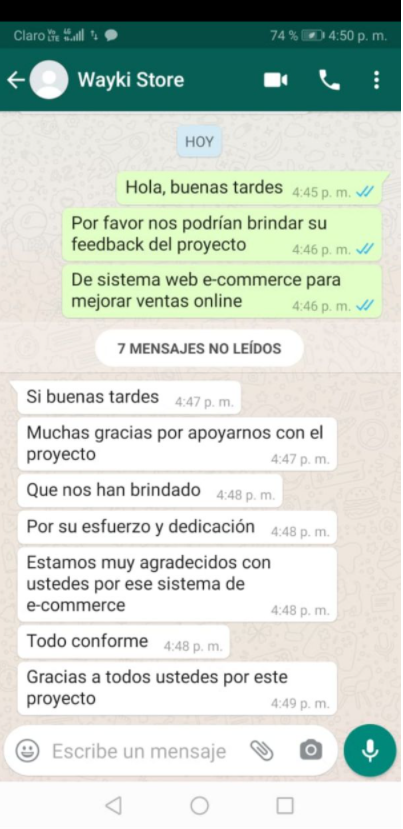 Claro 74 % 4:50 p. m.
Wayki Store
HOY
Hola, buenas tardes 4:45 p. m.
Por favor nos podrían brindar su
feedback del proyecto 4:46 p. m.
De sistema web e-commerce para
mejorar ventas online 4:46 p. m.
7 MENSAJES NO LEÍDOS
Si buenas tardes 4:47 p. m.
Muchas gracias por apoyarnos con el
proyecto 4:47 p. m.
Que nos han brindado 4:48 p. m.
Por su esfuerzo y dedicación 4:48 p. m.
Estamos muy agradecidos con
ustedes por ese sistema de
e-commerce 4:48 p. m.
Todo conforme 4:48 p. m.
Gracias a todos ustedes por este
proyecto 4:49 p. m.
Escribe un mensaje